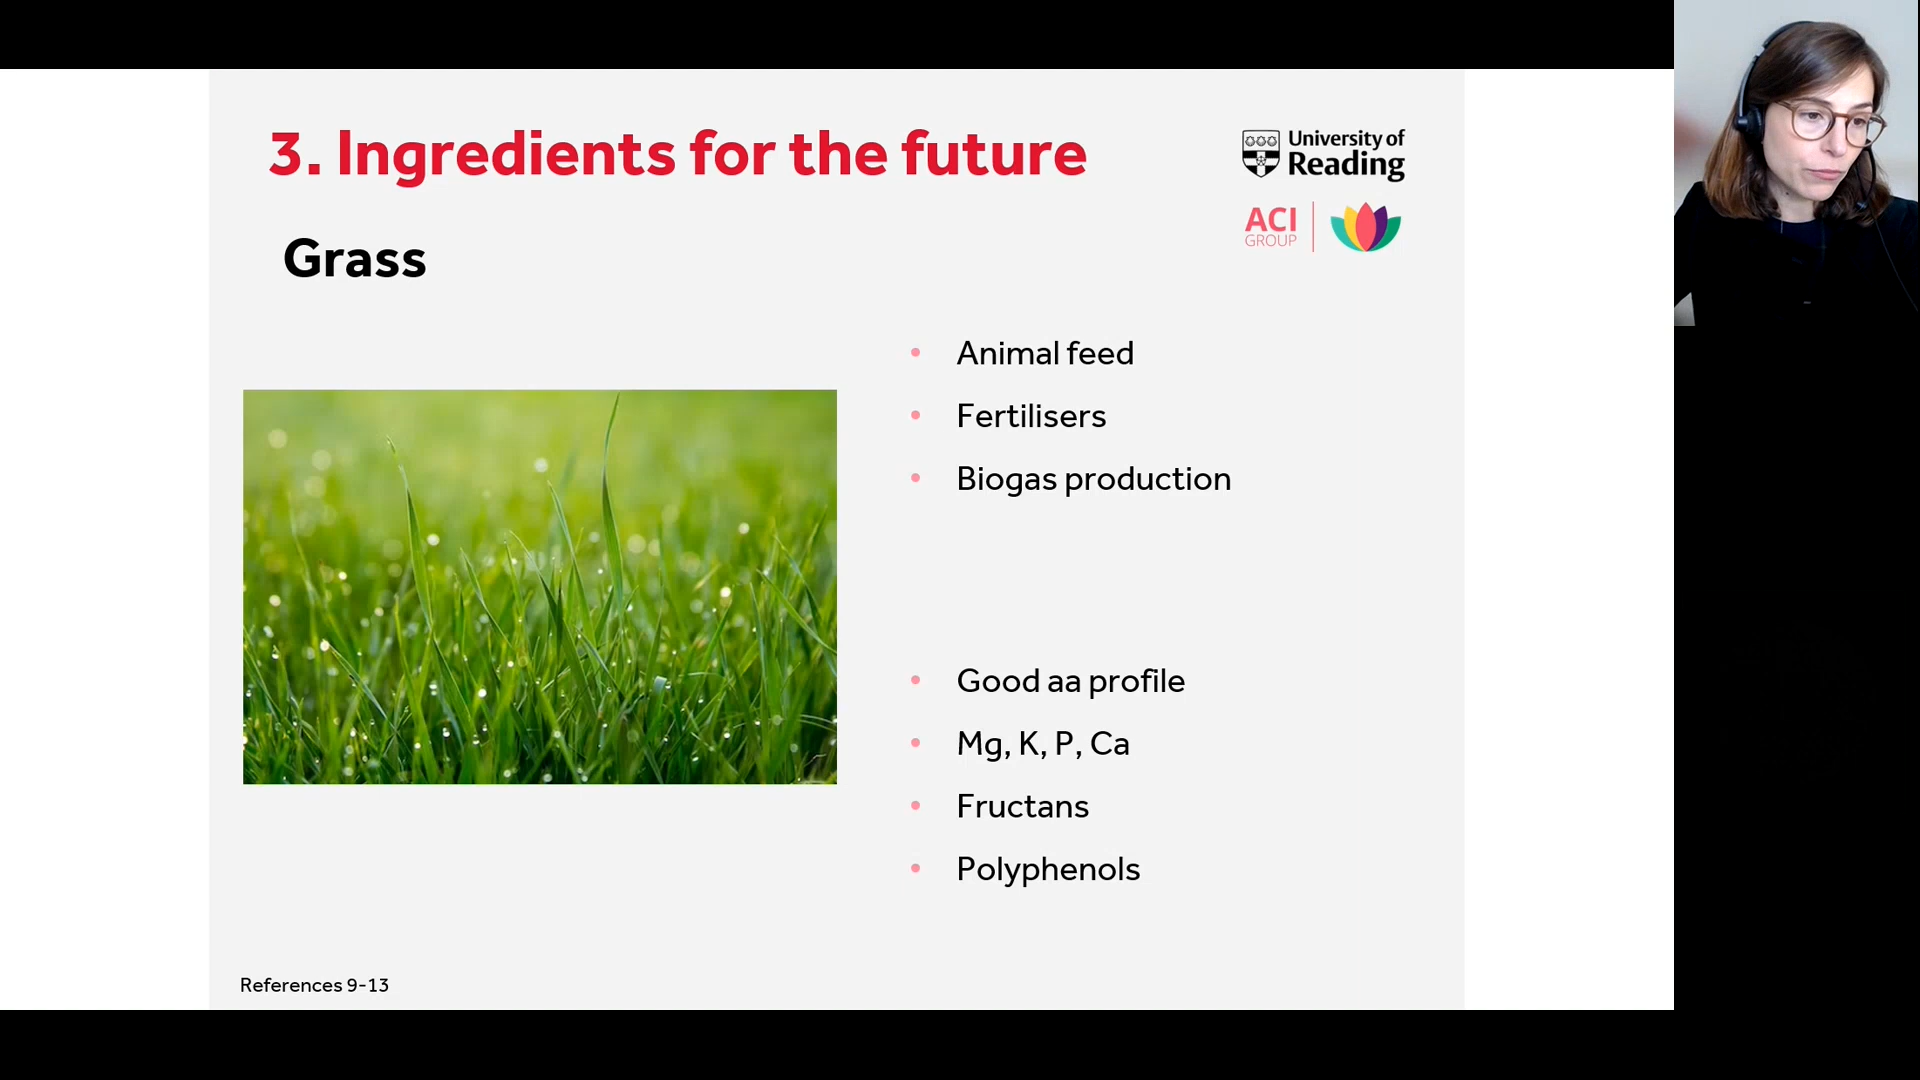 3. Ingredients for the future
University of
Reading
ACI
GROUP
Grass
• Animal feed
• Fertilisers
• Biogas production
• Good aa profile
• Mg, K, P, Ca
• Fructans
• Polyphenols
References 9-13